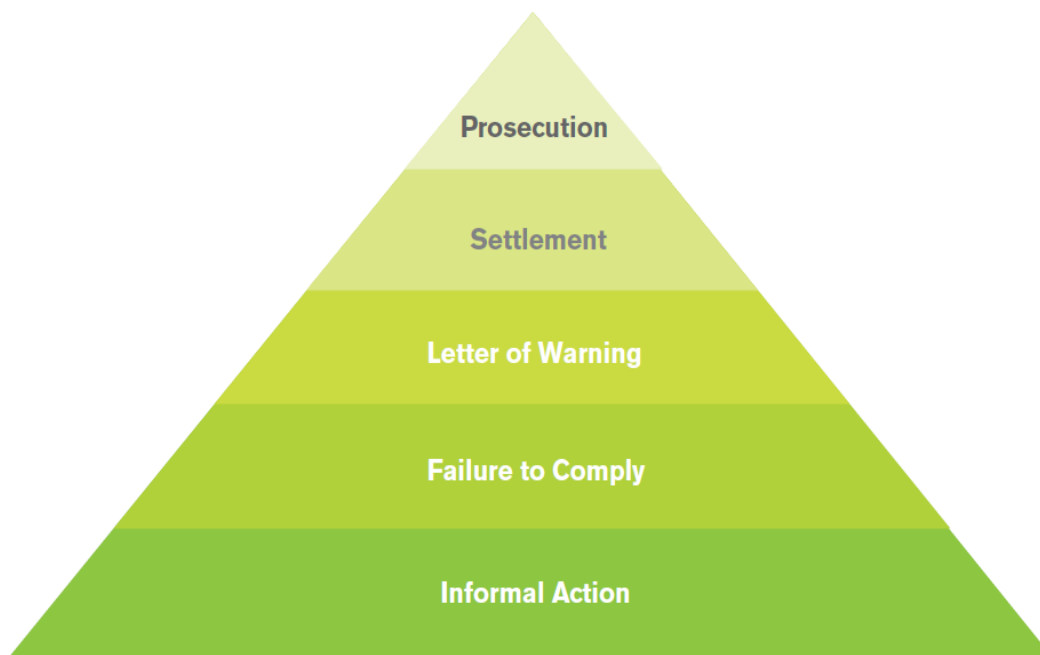 Prosecution
Settlement
Letter of Warning
Failure to Comply
Informal Action